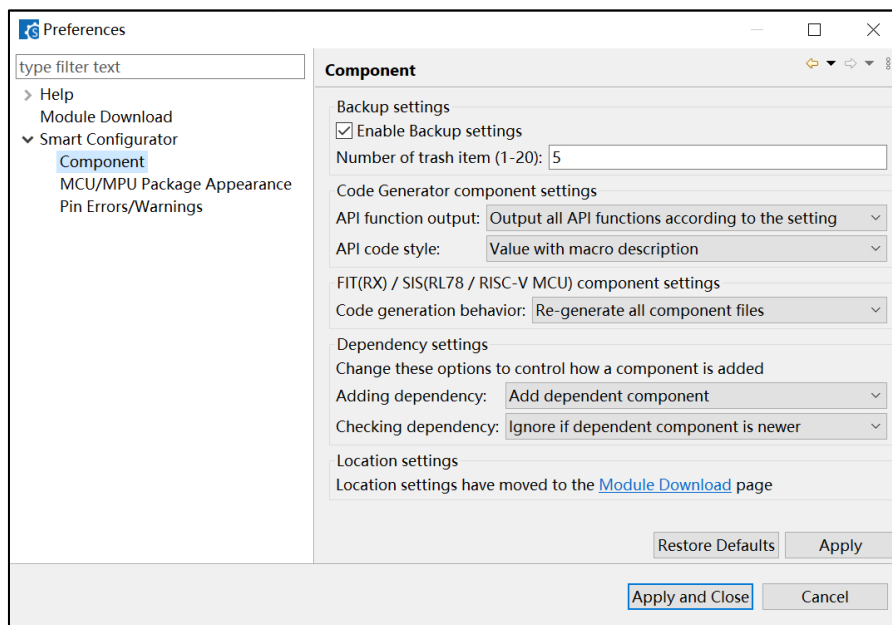 Preferences
type filter text
Help
Module Download
Smart Configurator
Component
MCU/MPU Package Appearance
Pin Errors/Warnings
Component
Backup settings
Enable Backup settings
Number of trash item (1-20): 5
Code Generator component settings
API function output: Output all API functions according to the setting
API code style: Value with macro description
FIT(RX) / SIS(RL78 / RISC-V MCU) component settings
Code generation behavior: Re-generate all component files
Dependency settings
Change these options to control how a component is added
Adding dependency: Add dependent component
Checking dependency: Ignore if dependent component is newer
Location settings
Location settings have moved to the Module Download page
Restore Defaults Apply
Apply and Close Cancel